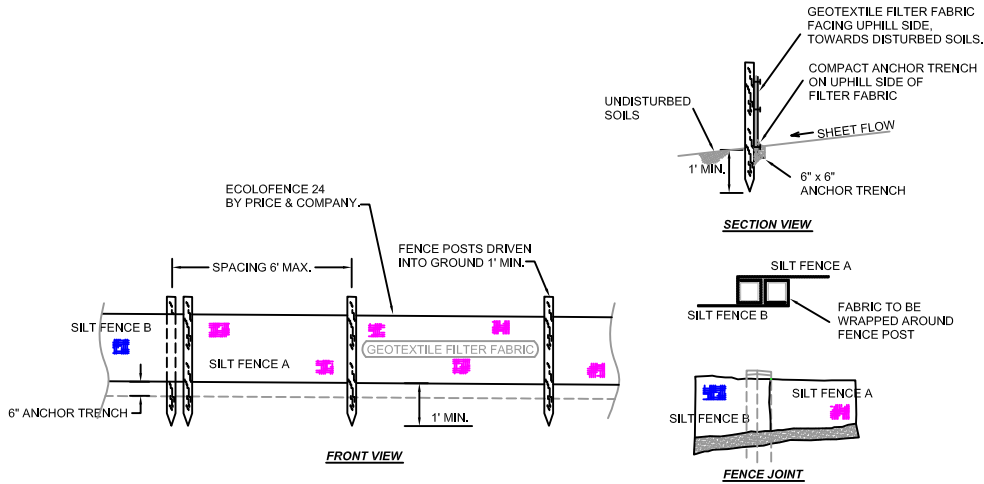 GEOTEXTILE FILTER FABRIC
FACING UPHILL SIDE,
TOWARDS DISTURBED SOILS.
COMPACT ANCHOR TRENCH
ON UPHILL SIDE OF
FILTER FABRIC
UNDISTURBED
SOILS
SHEET FLOW
1' MIN.
6" x 6"
ANCHOR TRENCH
SECTION VIEW
ECOLOFENCE 24
BY PRICE & COMPANY.
SPACING 6' MAX.
FENCE POSTS DRIVEN
INTO GROUND 1' MIN.
SILT FENCE B
SILT FENCE A
GEOTEXTILE FILTER FABRIC
6" ANCHOR TRENCH
1' MIN.
FRONT VIEW
SILT FENCE A
SILT FENCE B
FABRIC TO BE
WRAPPED AROUND
FENCE POST
SILT FENCE A
SILT FENCE B
FENCE JOINT